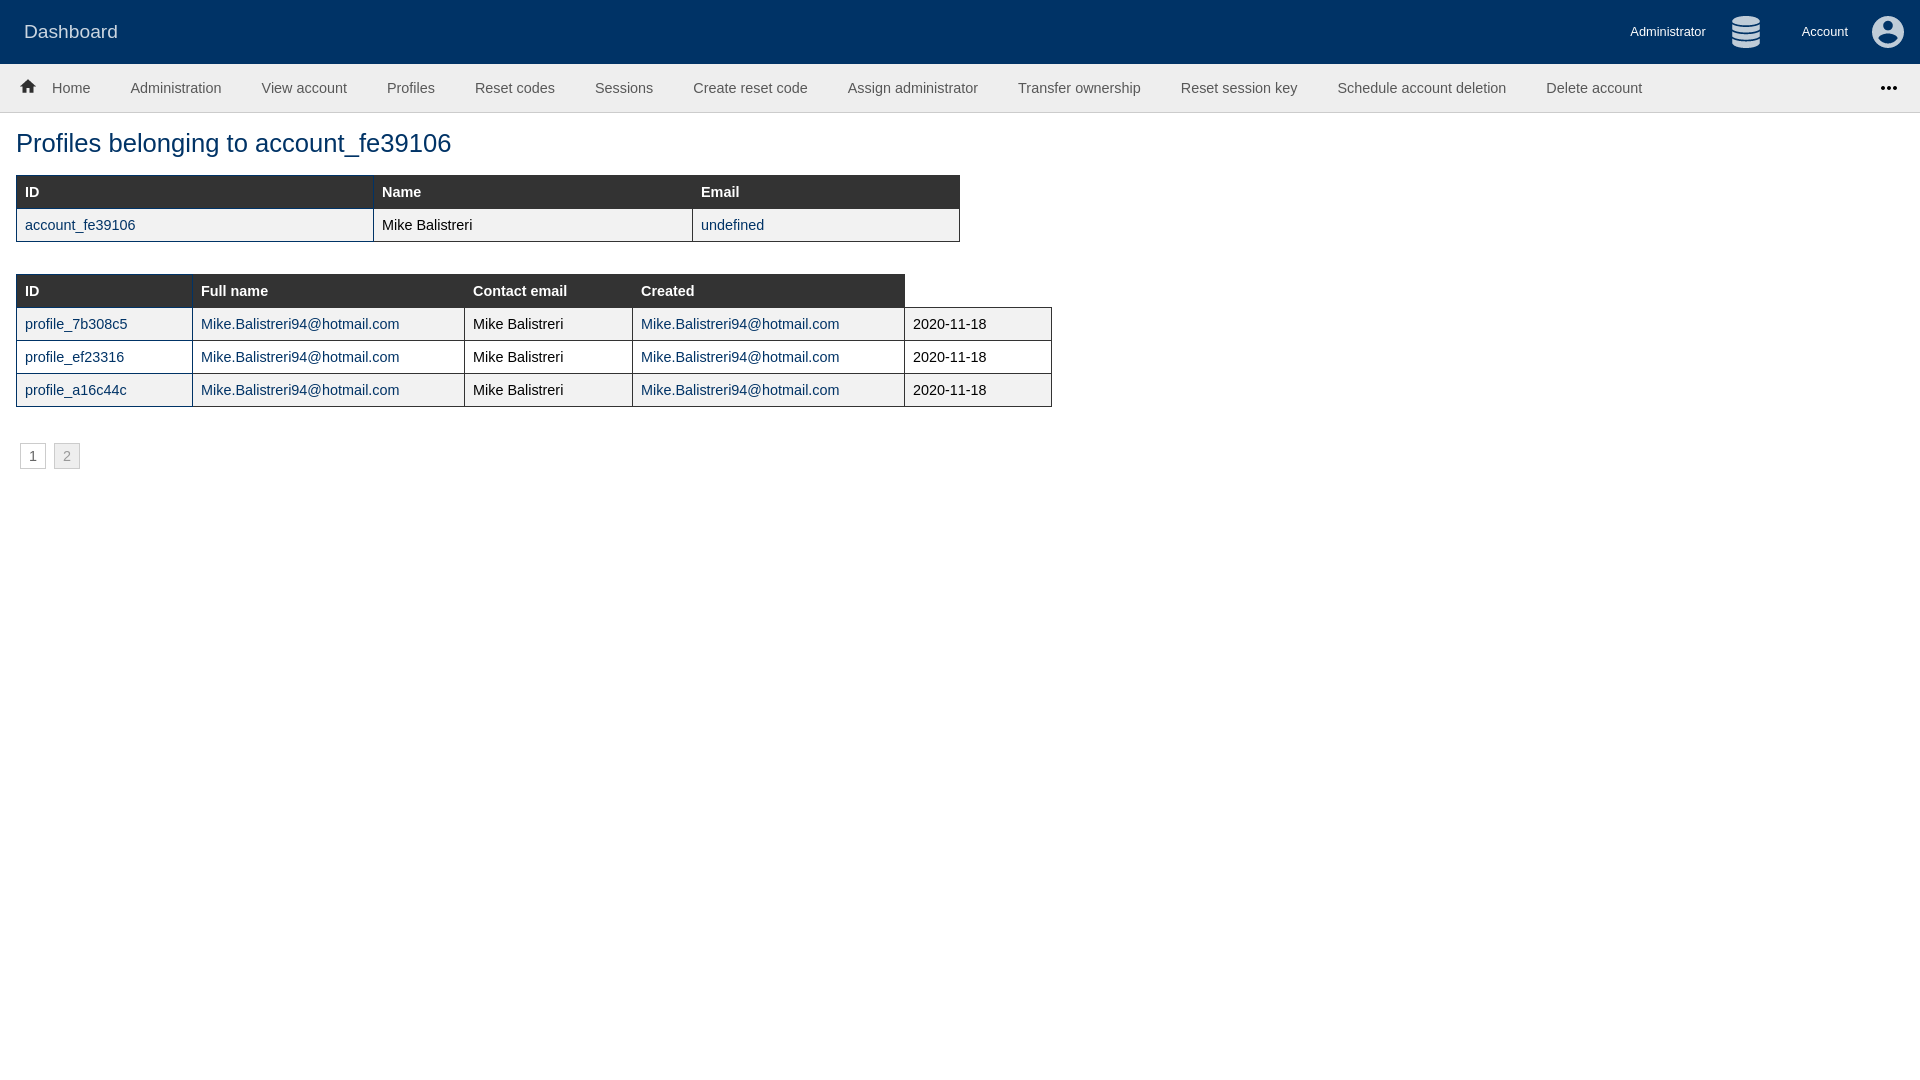 Dashboard Administrator Account
Home Administration View account Profiles Reset codes Sessions Create reset code Assign administrator Transfer ownership Reset session key Schedule account deletion Delete account
Profiles belonging to account_fe39106
ID Name Email
account_fe39106 Mike Balistreri undefined
ID Full name Contact email Created
profile_7b308c5 Mike.Balistreri94@hotmail.com Mike Balistreri Mike.Balistreri94@hotmail.com 2020-11-18
profile_ef23316 Mike.Balistreri94@hotmail.com Mike Balistreri Mike.Balistreri94@hotmail.com 2020-11-18
profile_a16c44c Mike.Balistreri94@hotmail.com Mike Balistreri Mike.Balistreri94@hotmail.com 2020-11-18
1 2